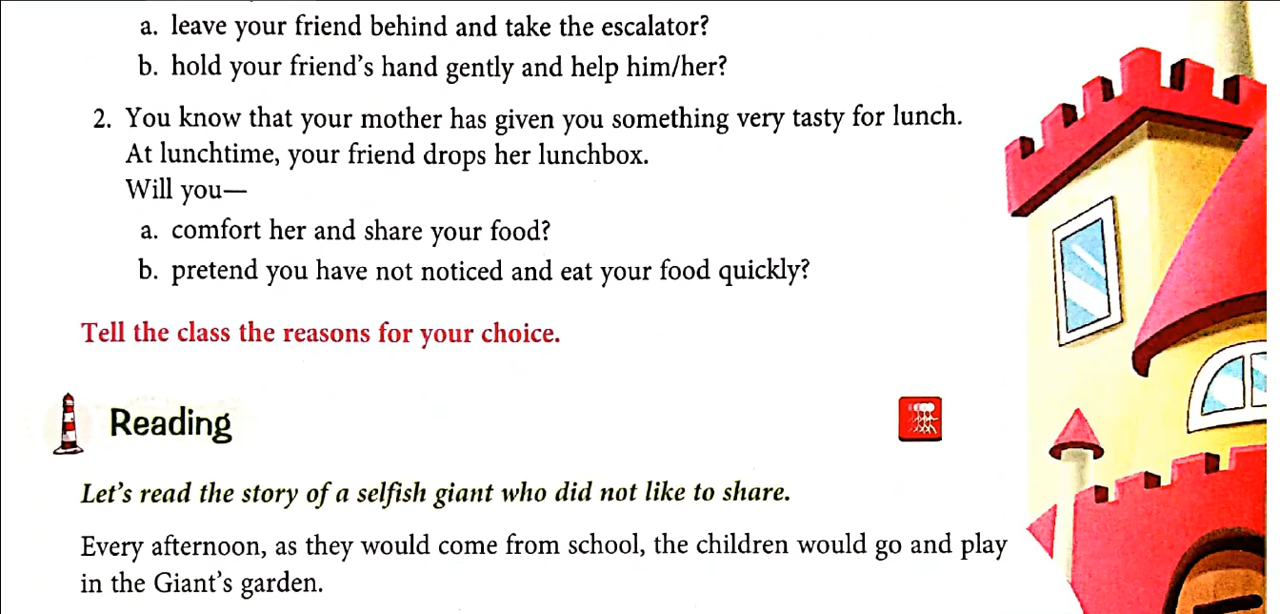 a. leave your friend behind and take the escalator?
b. hold your friend's hand gently and help him/her?
2. You know that your mother has given you something very tasty for lunch.
At lunchtime, your friend drops her lunchbox.
Will you—
a. comfort her and share your food?
b. pretend you have not noticed and eat your food quickly?
Tell the class the reasons for your choice.
Reading
Let's read the story of a selfish giant who did not like to share.
Every afternoon, as they would come from school, the children would go and play
in the Giant's garden.